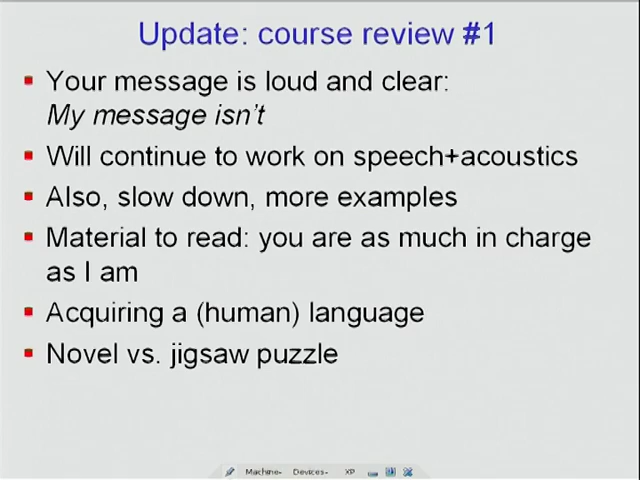 Update: course review #1
Your message is loud and clear:
My message isn't
Will continue to work on speech+acoustics
Also, slow down, more examples
Material to read: you are as much in charge
as I am
Acquiring a (human) language
Novel vs. jigsaw puzzle
Machine- Devices- XP